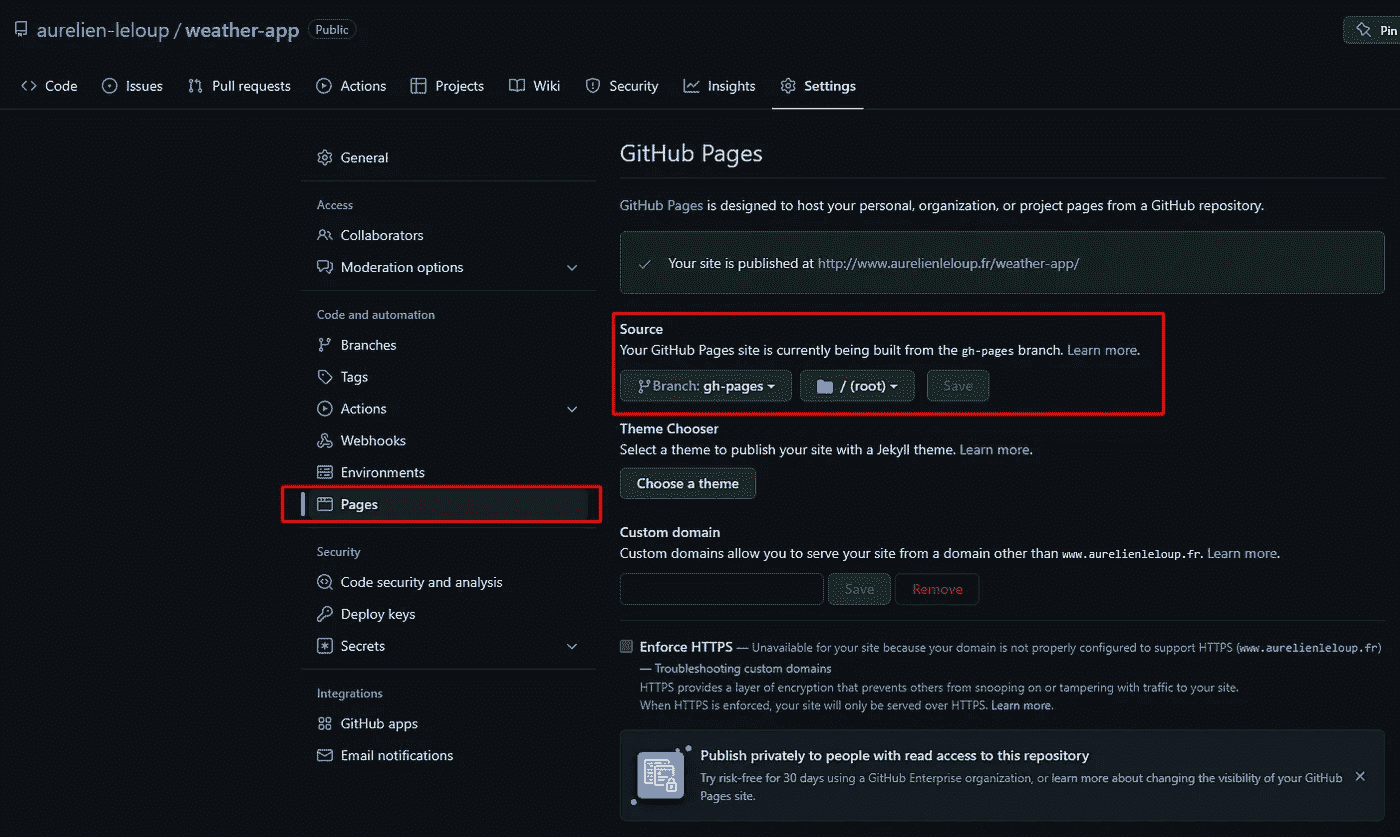 aurelien-leloup / weather-app Public
Pin
Code Issues Pull requests Actions Projects Wiki Security Insights Settings
General
Access
Collaborators
Moderation options
Code and automation
Branches
Tags
Actions
Webhooks
Environments
Pages
Security
Code security and analysis
Deploy keys
Secrets
Integrations
GitHub apps
Email notifications
GitHub Pages
GitHub Pages is designed to host your personal, organization, or project pages from a GitHub repository.
Your site is published at http://www.aurelienleloup.fr/weather-app/
Source
Your GitHub Pages site is currently being built from the gh-pages branch. Learn more.
Branch: gh-pages / (root) Save
Theme Chooser
Select a theme to publish your site with a Jekyll theme. Learn more.
Choose a theme
Custom domain
Custom domains allow you to serve your site from a domain other than www.aurelienleloup.fr. Learn more.
Save Remove
Enforce HTTPS — Unavailable for your site because your domain is not properly configured to support HTTPS (www.aurelienleloup.fr)
— Troubleshooting custom domains
HTTPS provides a layer of encryption that prevents others from snooping on or tampering with traffic to your site.
When HTTPS is enforced, your site will only be served over HTTPS. Learn more.
Publish privately to people with read access to this repository
Try risk-free for 30 days using a GitHub Enterprise organization, or learn more about changing the visibility of your GitHub
Pages site.